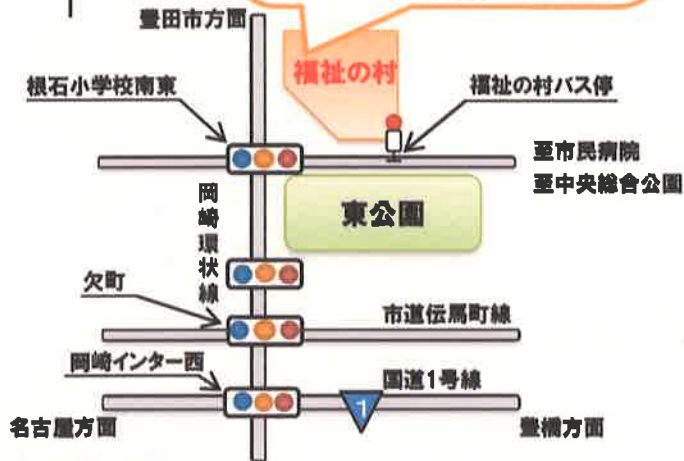 豊田市方面
福祉の村
根石小学校南東
福祉の村バス停
至市民病院
至中央総合公園
岡崎環状線
東公園
欠町
市道伝馬町線
岡崎インター西
国道1号線
1
名古屋方面
豊橋方面